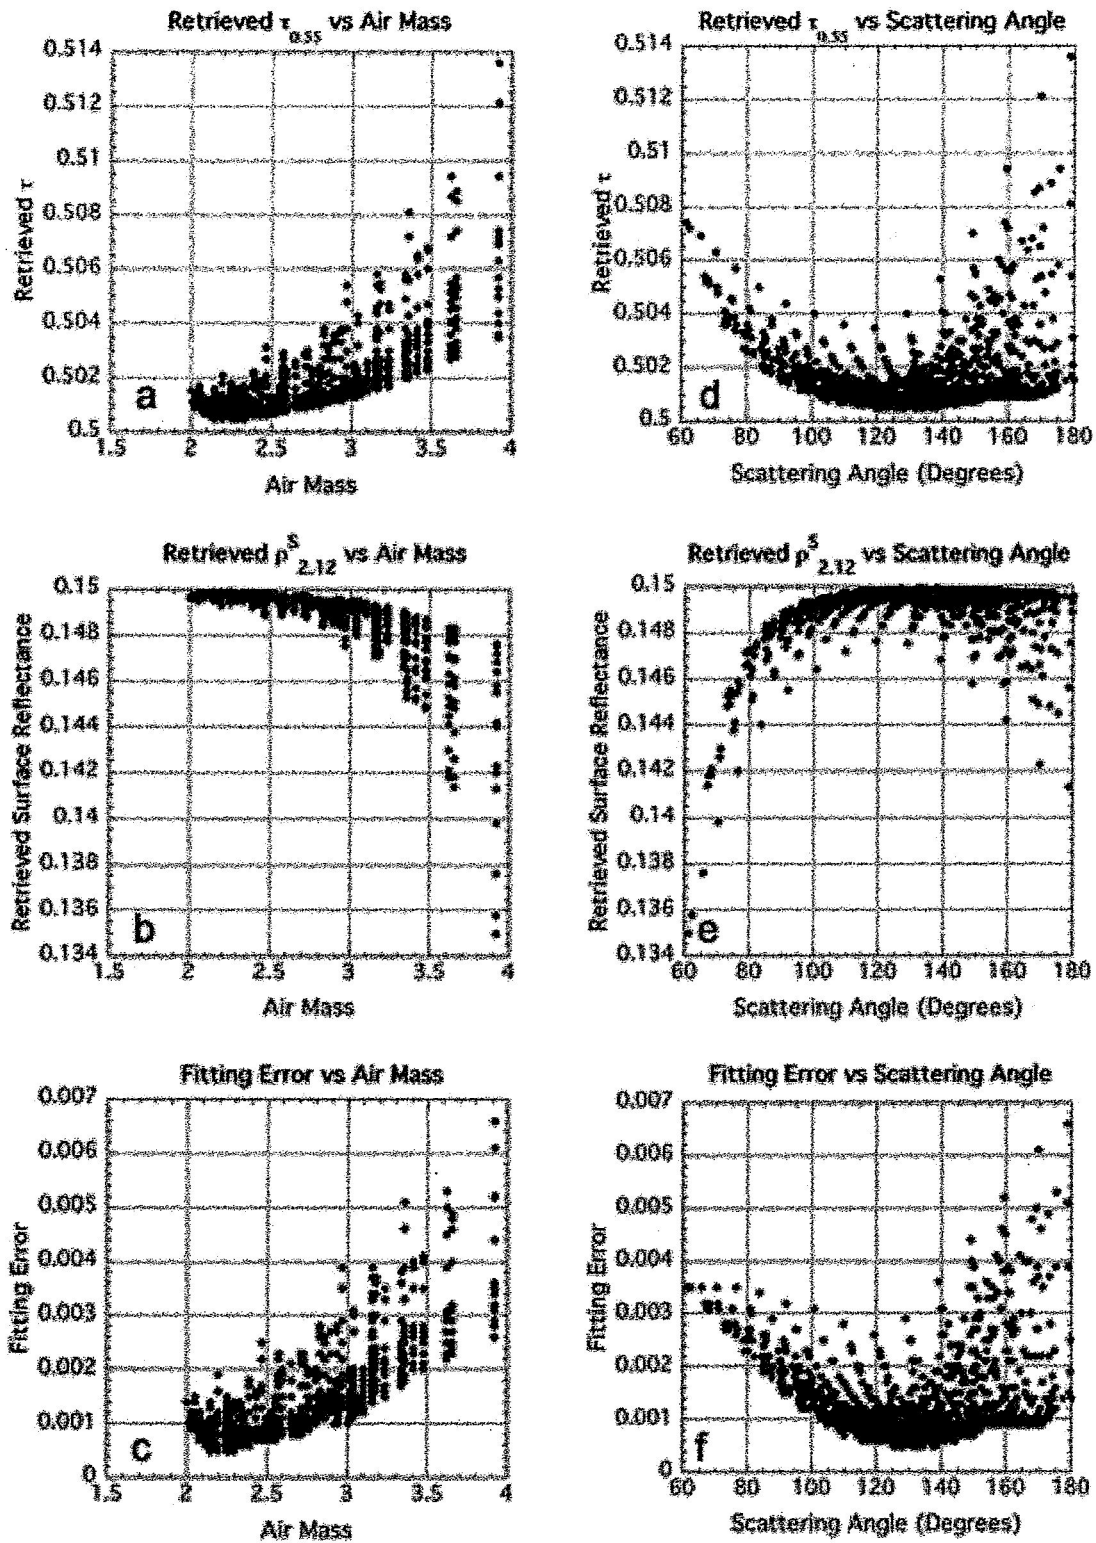 Retrieved τ0.55 vs Air Mass
0.514
0.512
0.51
0.508
0.506
0.504
0.502
0.5
Retrieved τ
a
1.5 2 2.5 3 3.5 4
Air Mass
Retrieved τ0.55 vs Scattering Angle
0.514
0.512
0.51
0.508
0.506
0.504
0.502
0.5
Retrieved τ
d
60 80 100 120 140 160 180
Scattering Angle (Degrees)
Retrieved ρS2.12 vs Air Mass
0.15
0.148
0.146
0.144
0.142
0.14
0.138
0.136
0.134
Retrieved Surface Reflectance
b
1.5 2 2.5 3 3.5 4
Air Mass
Retrieved ρS2.12 vs Scattering Angle
0.15
0.148
0.146
0.144
0.142
0.14
0.138
0.136
0.134
Retrieved Surface Reflectance
e
60 80 100 120 140 160 180
Scattering Angle (Degrees)
Fitting Error vs Air Mass
0.007
0.006
0.005
0.004
0.003
0.002
0.001
0
Fitting Error
c
1.5 2 2.5 3 3.5 4
Air Mass
Fitting Error vs Scattering Angle
0.007
0.006
0.005
0.004
0.003
0.002
0.001
0
Fitting Error
f
60 80 100 120 140 160 180
Scattering Angle (Degrees)